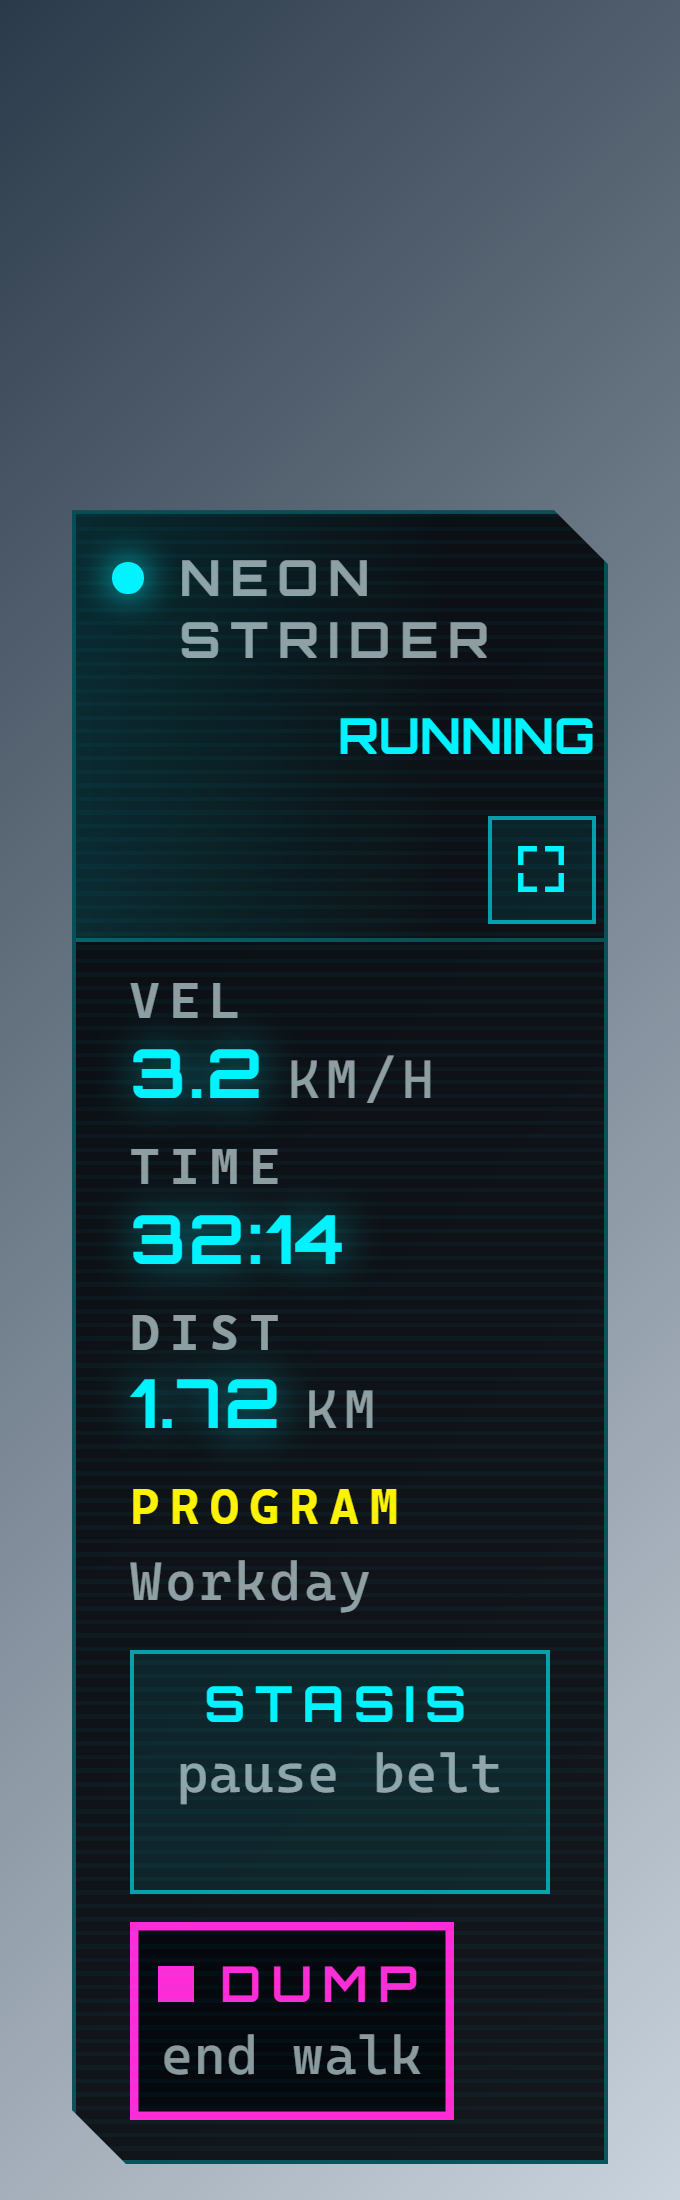 NEON
STRIDER
RUNNING
VEL
3.2 KM/H
TIME
32:14
DIST
1.72 KM
PROGRAM
Workday
STASIS
pause belt
DUMP
end walk